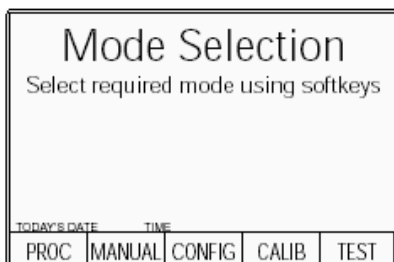 Mode Selection
Select required mode using softkeys
TODAY'S DATE TIME
PROC MANUAL CONFIG CALIB TEST